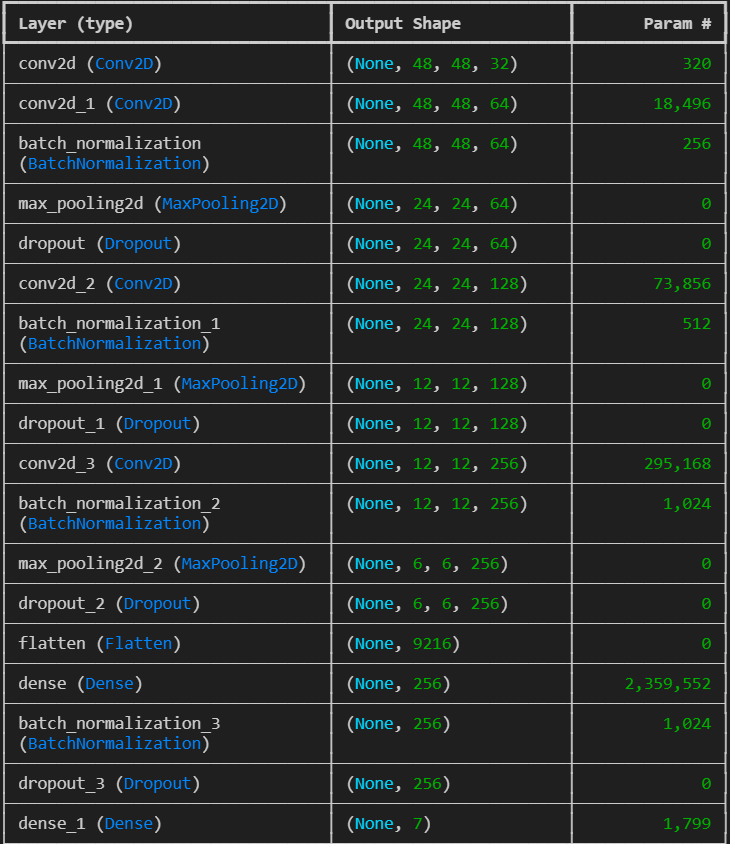 Layer (type) Output Shape Param #
conv2d (Conv2D) (None, 48, 48, 32) 320
conv2d_1 (Conv2D) (None, 48, 48, 64) 18,496
batch_normalization (None, 48, 48, 64) 256
(BatchNormalization)
max_pooling2d (MaxPooling2D) (None, 24, 24, 64) 0
dropout (Dropout) (None, 24, 24, 64) 0
conv2d_2 (Conv2D) (None, 24, 24, 128) 73,856
batch_normalization_1 (None, 24, 24, 128) 512
(BatchNormalization)
max_pooling2d_1 (MaxPooling2D) (None, 12, 12, 128) 0
dropout_1 (Dropout) (None, 12, 12, 128) 0
conv2d_3 (Conv2D) (None, 12, 12, 256) 295,168
batch_normalization_2 (None, 12, 12, 256) 1,024
(BatchNormalization)
max_pooling2d_2 (MaxPooling2D) (None, 6, 6, 256) 0
dropout_2 (Dropout) (None, 6, 6, 256) 0
flatten (Flatten) (None, 9216) 0
dense (Dense) (None, 256) 2,359,552
batch_normalization_3 (None, 256) 1,024
(BatchNormalization)
dropout_3 (Dropout) (None, 256) 0
dense_1 (Dense) (None, 7) 1,799